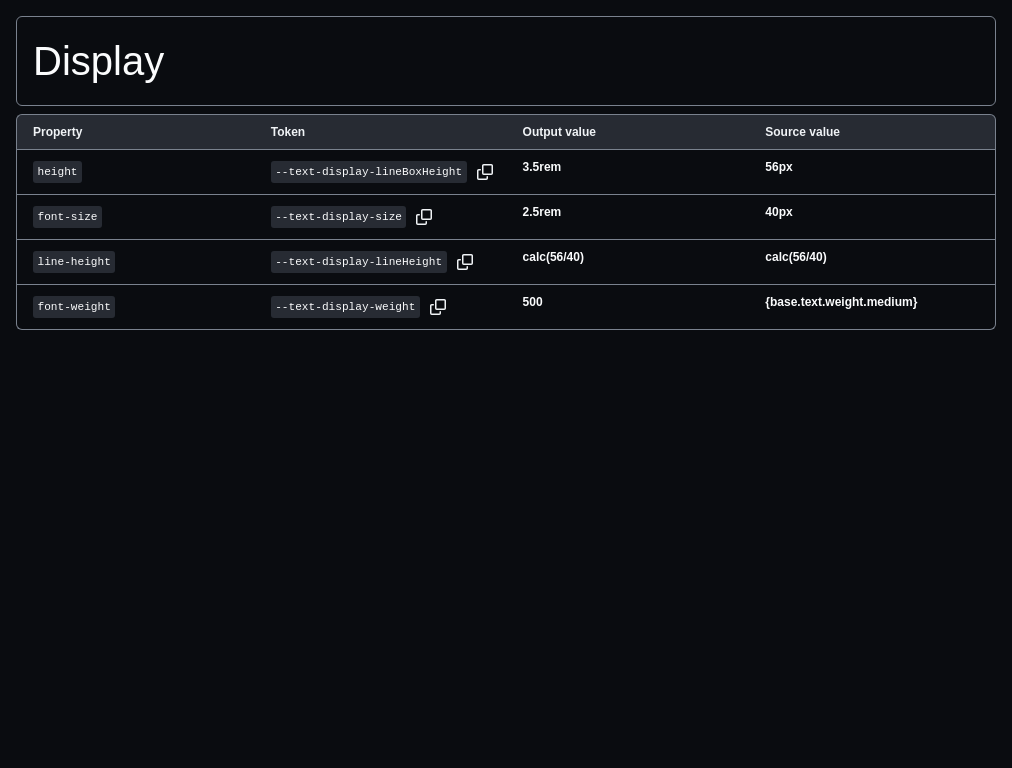 Display
Property Token Output value Source value
height --text-display-lineBoxHeight 3.5rem 56px
font-size --text-display-size 2.5rem 40px
line-height --text-display-lineHeight calc(56/40) calc(56/40)
font-weight --text-display-weight 500 {base.text.weight.medium}